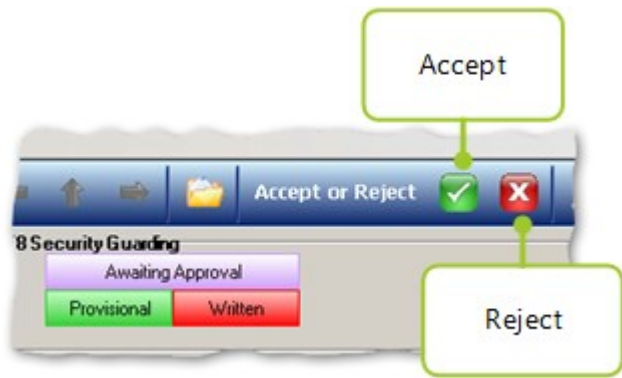 Accept
Accept or Reject
8 Security Guarding
Awaiting Approval
Provisional Written
Reject